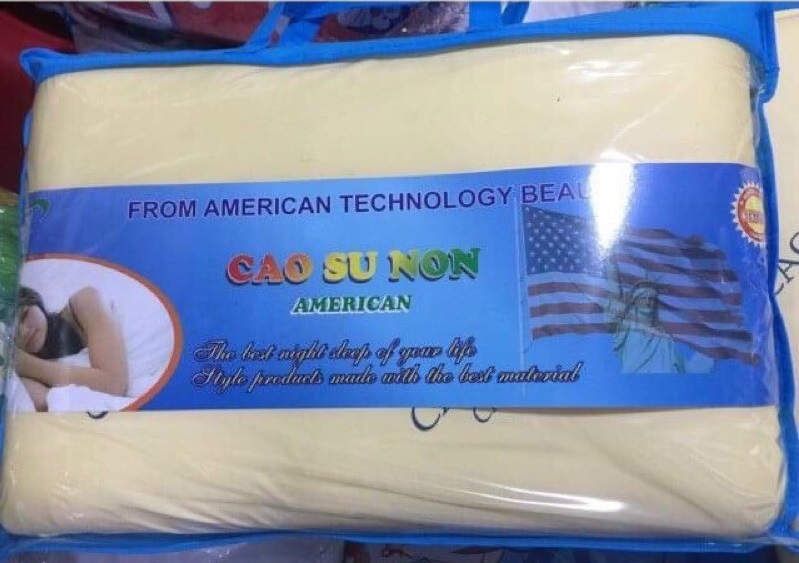 FROM AMERICAN TECHNOLOGY
CAO SU NON
AMERICAN
The best night sleep of your life
Style products made with the best material